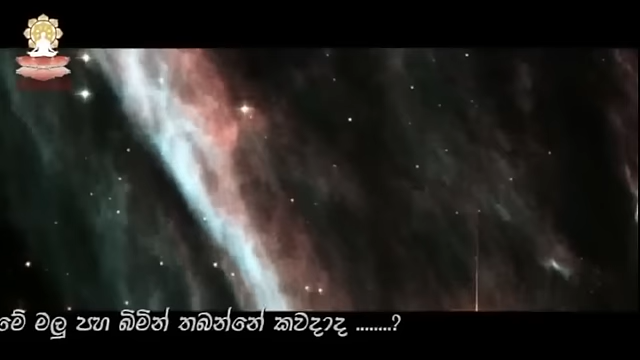 මේ මලු පහ බිමින් තබන්නේ කවදාද ........?